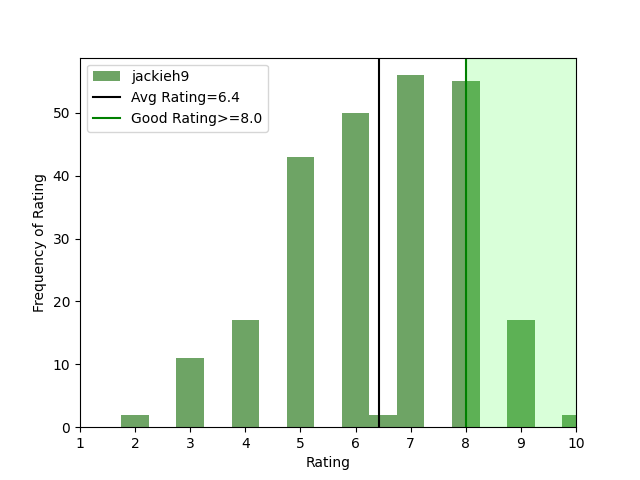 jackieh9
Avg Rating=6.4
Good Rating>=8.0
Frequency of Rating
50
40
30
20
10
0
1 2 3 4 5 6 7 8 9 10
Rating